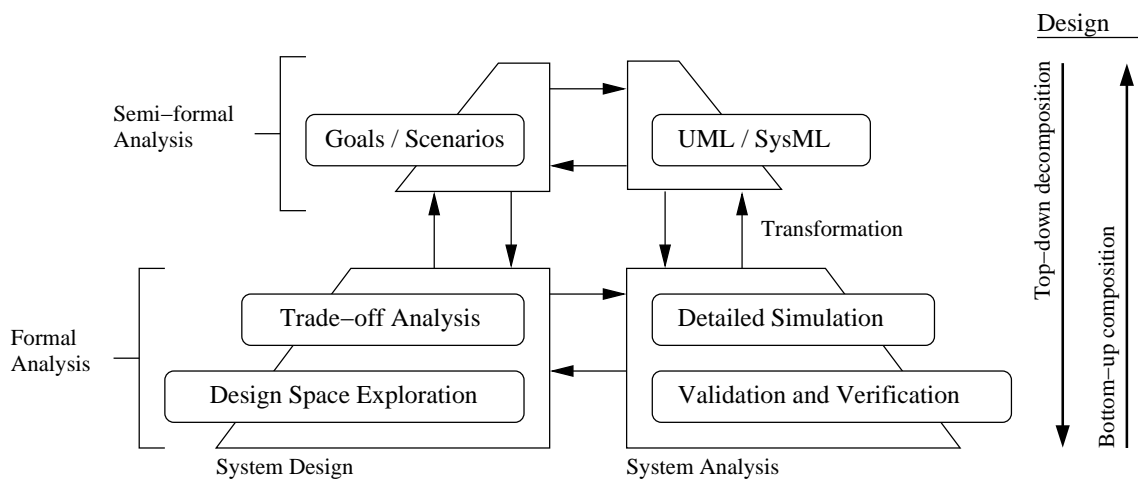 Design
Semi–formal
Analysis
Goals / Scenarios
UML / SysML
Top–down decomposition
Transformation
Bottom–up composition
Formal
Analysis
Trade–off Analysis
Detailed Simulation
Design Space Exploration
Validation and Verification
System Design
System Analysis